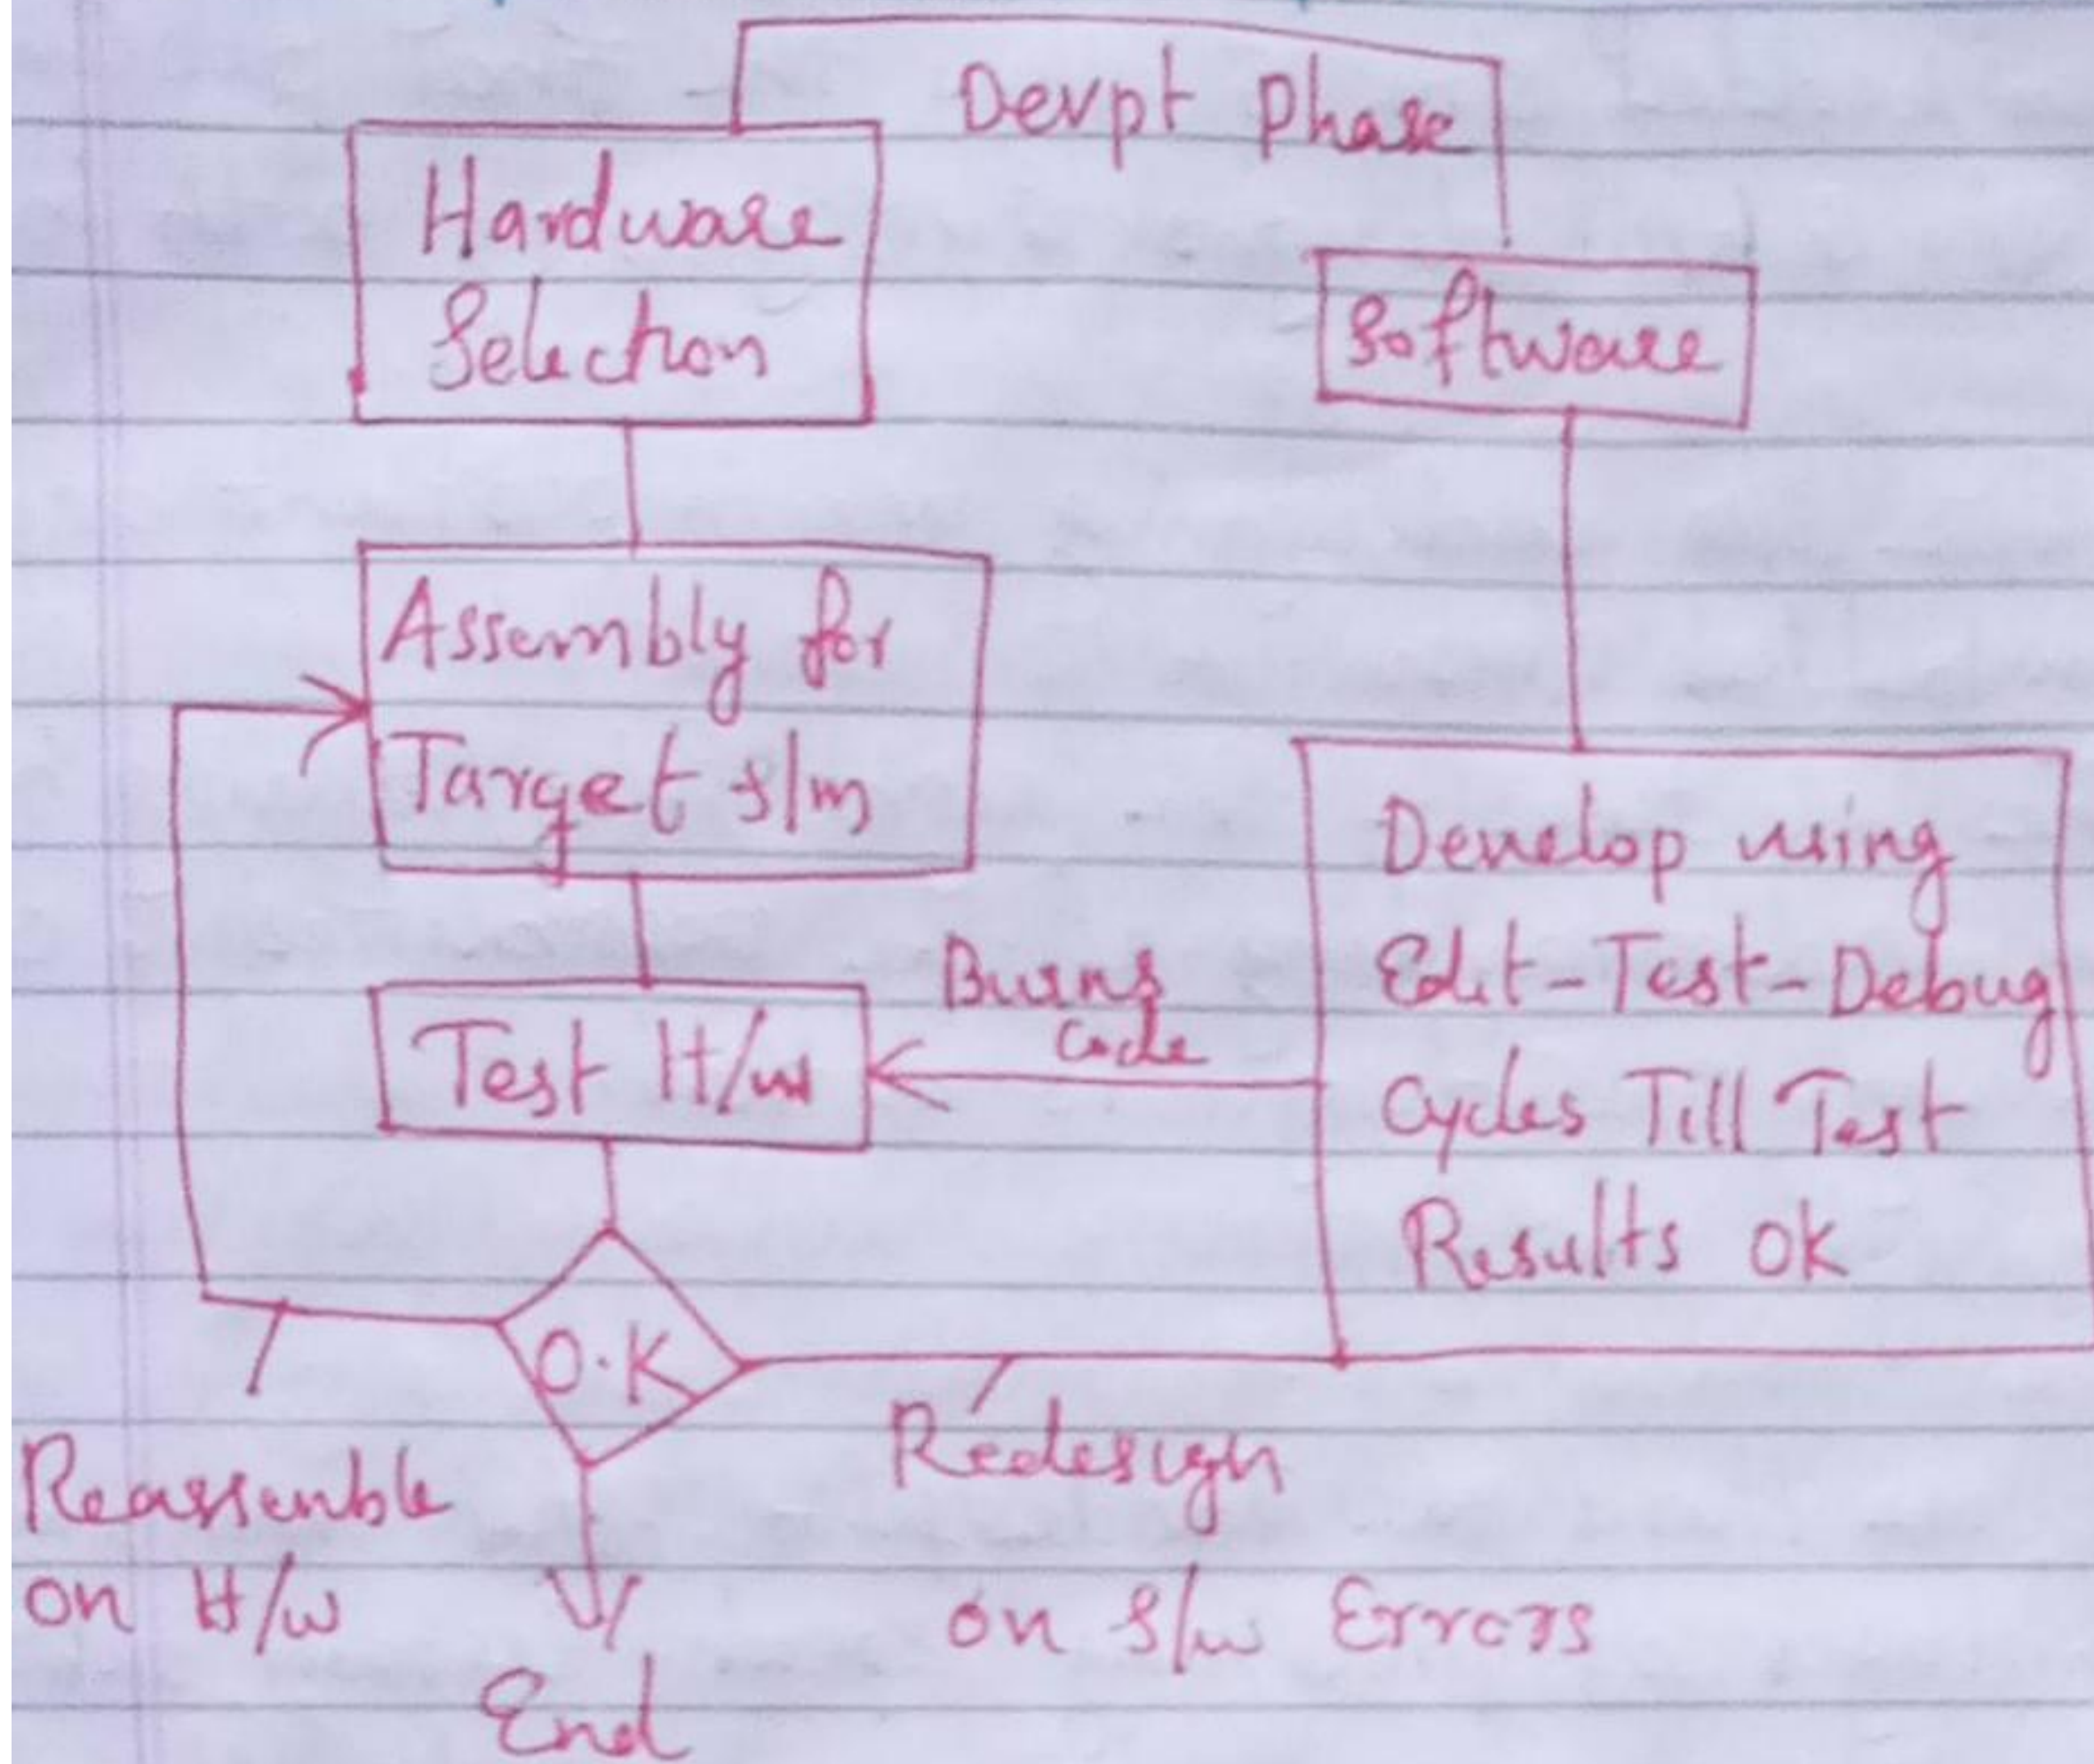 Devpt Phase
Hardware
Selection
Software
Assembly for
Target s/m
Develop using
Edit-Test-Debug
Cycles Till Test
Results ok
Burns
Code
Test H/w
O.K
Reassemble
on H/w
Redesign
on s/w Errors
End